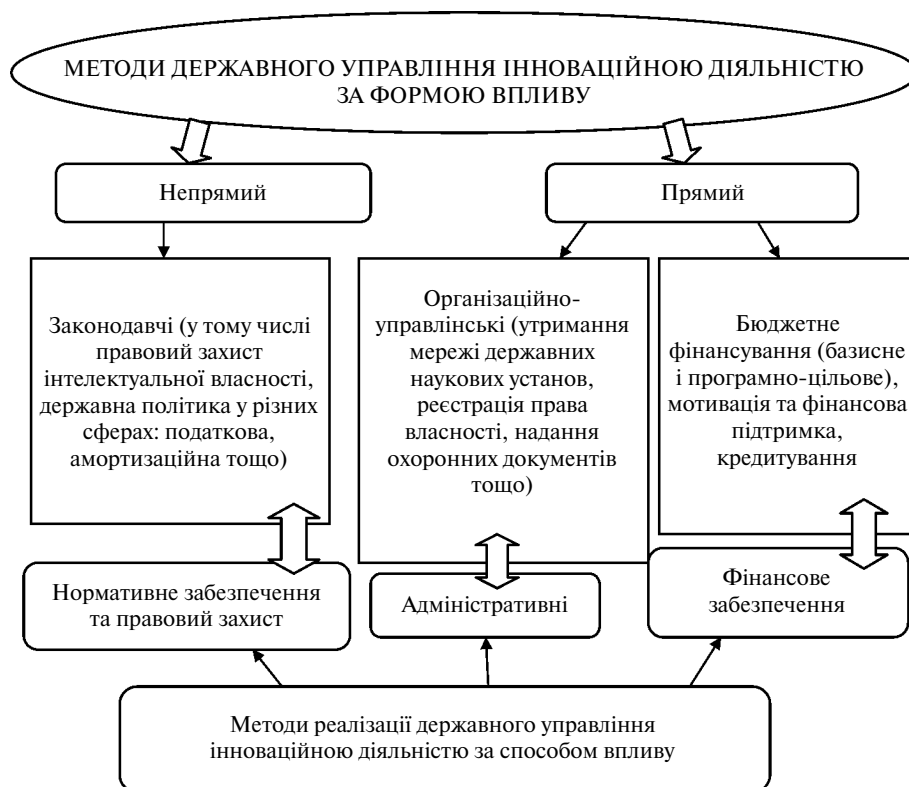 МЕТОДИ ДЕРЖАВНОГО УПРАВЛІННЯ ІННОВАЦІЙНОЮ ДІЯЛЬНІСТЮ
ЗА ФОРМОЮ ВПЛИВУ
Непрямий
Прямий
Законодавчі (у тому числі
правовий захист
інтелектуальної власності,
державна політика у різних
сферах: податкова,
амортизаційна тощо)
Організаційно-
управлінські (утримання
мережі державних
наукових установ,
реєстрація права
власності, надання
охоронних документів
тощо)
Бюджетне
фінансування (базисне
і програмно-цільове),
мотивація та фінансова
підтримка,
кредитування
Нормативне забезпечення
та правовий захист
Адміністративні
Фінансове
забезпечення
Методи реалізації державного управління
інноваційною діяльністю за способом впливу